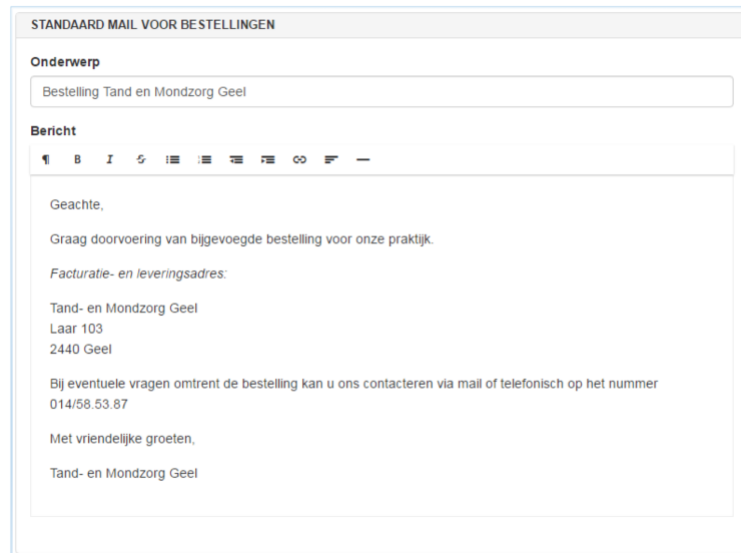 STANDAARD MAIL VOOR BESTELLINGEN
Onderwerp
Bestelling Tand en Mondzorg Geel
Bericht
¶ B I S
Geachte,
Graag doorvoering van bijgevoegde bestelling voor onze praktijk.
Facturatie- en leveringsadres:
Tand- en Mondzorg Geel
Laar 103
2440 Geel
Bij eventuele vragen omtrent de bestelling kan u ons contacteren via mail of telefonisch op het nummer
014/58.53.87
Met vriendelijke groeten,
Tand- en Mondzorg Geel